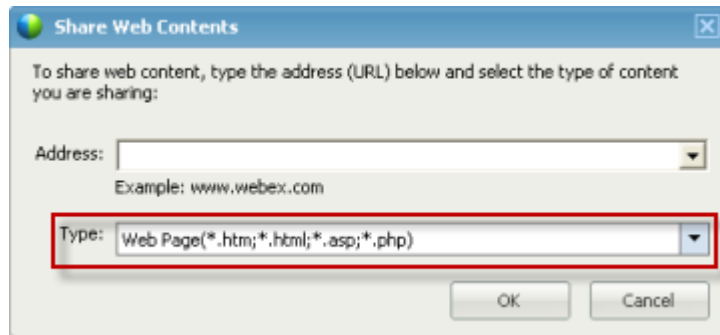 Share Web Contents
To share web content, type the address (URL) below and select the type of content
you are sharing:
Address:
Example: www.webex.com
Type: Web Page(*.htm;*.html;*.asp;*.php)
OK Cancel